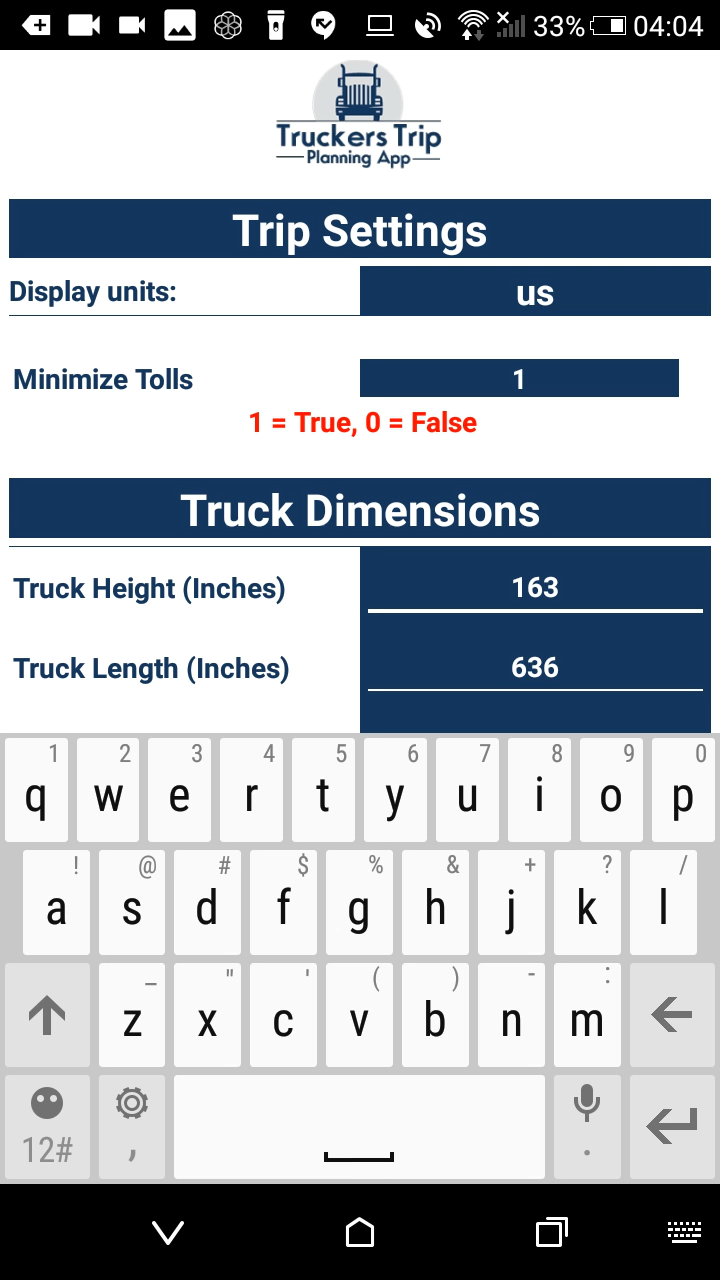 33% 04:04
Truckers Trip
Planning App
Trip Settings
Display units: us
Minimize Tolls 1
1 = True, 0 = False
Truck Dimensions
Truck Height (Inches) 163
Truck Length (Inches) 636
1 2 3 4 5 6 7 8 9 0
q w e r t y u i o p
! @ # $ % & + ? /
a s d f g h j k l
_ " ' ( ) - :
z x c v b n m
12# , .